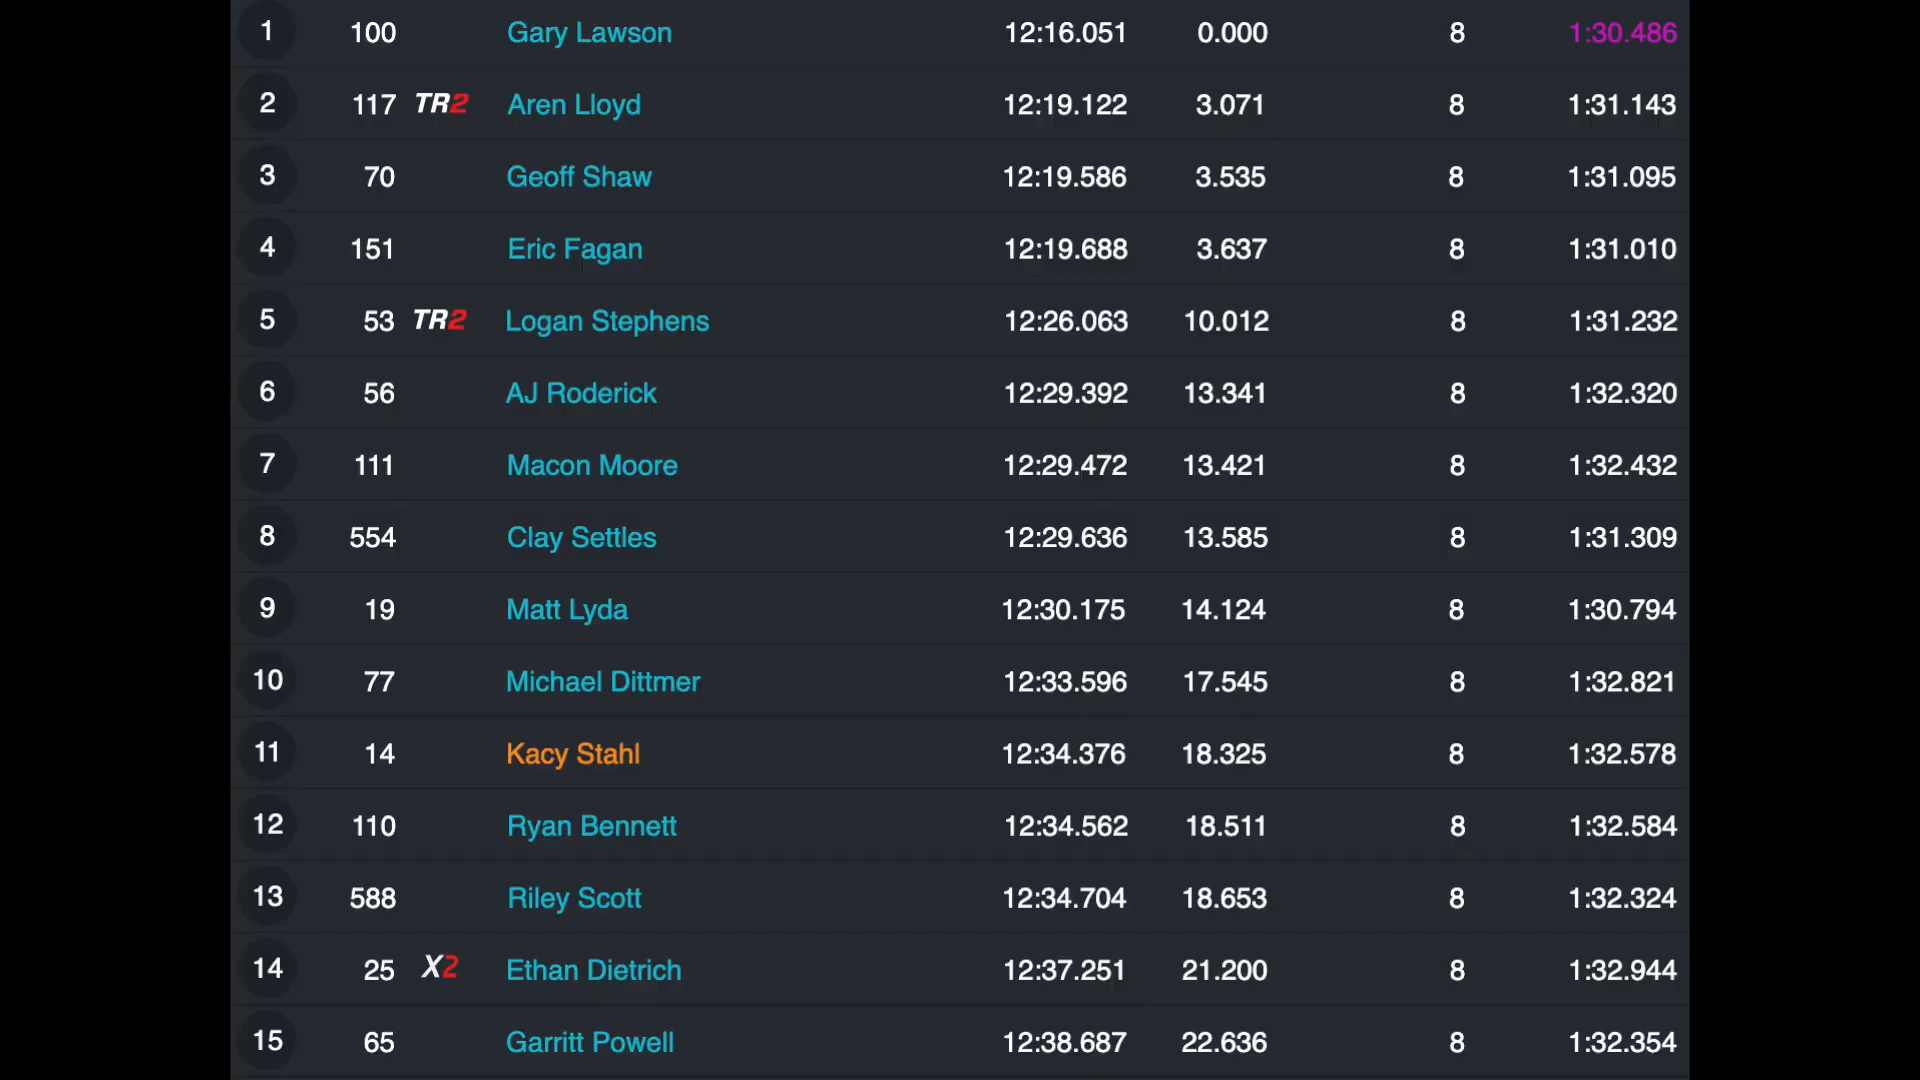 1 100 Gary Lawson 12:16.051 0.000 8 1:30.486
2 117 TR2 Aren Lloyd 12:19.122 3.071 8 1:31.143
3 70 Geoff Shaw 12:19.586 3.535 8 1:31.095
4 151 Eric Fagan 12:19.688 3.637 8 1:31.010
5 53 TR2 Logan Stephens 12:26.063 10.012 8 1:31.232
6 56 AJ Roderick 12:29.392 13.341 8 1:32.320
7 111 Macon Moore 12:29.472 13.421 8 1:32.432
8 554 Clay Settles 12:29.636 13.585 8 1:31.309
9 19 Matt Lyda 12:30.175 14.124 8 1:30.794
10 77 Michael Dittmer 12:33.596 17.545 8 1:32.821
11 14 Kacy Stahl 12:34.376 18.325 8 1:32.578
12 110 Ryan Bennett 12:34.562 18.511 8 1:32.584
13 588 Riley Scott 12:34.704 18.653 8 1:32.324
14 25 X2 Ethan Dietrich 12:37.251 21.200 8 1:32.944
15 65 Garritt Powell 12:38.687 22.636 8 1:32.354